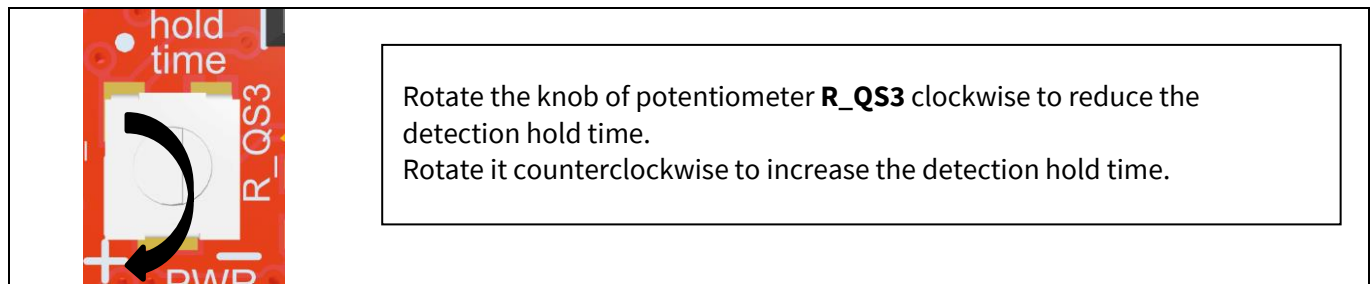 hold
time
R_QS3
+ –
PWR
Rotate the knob of potentiometer R_QS3 clockwise to reduce the
detection hold time.
Rotate it counterclockwise to increase the detection hold time.